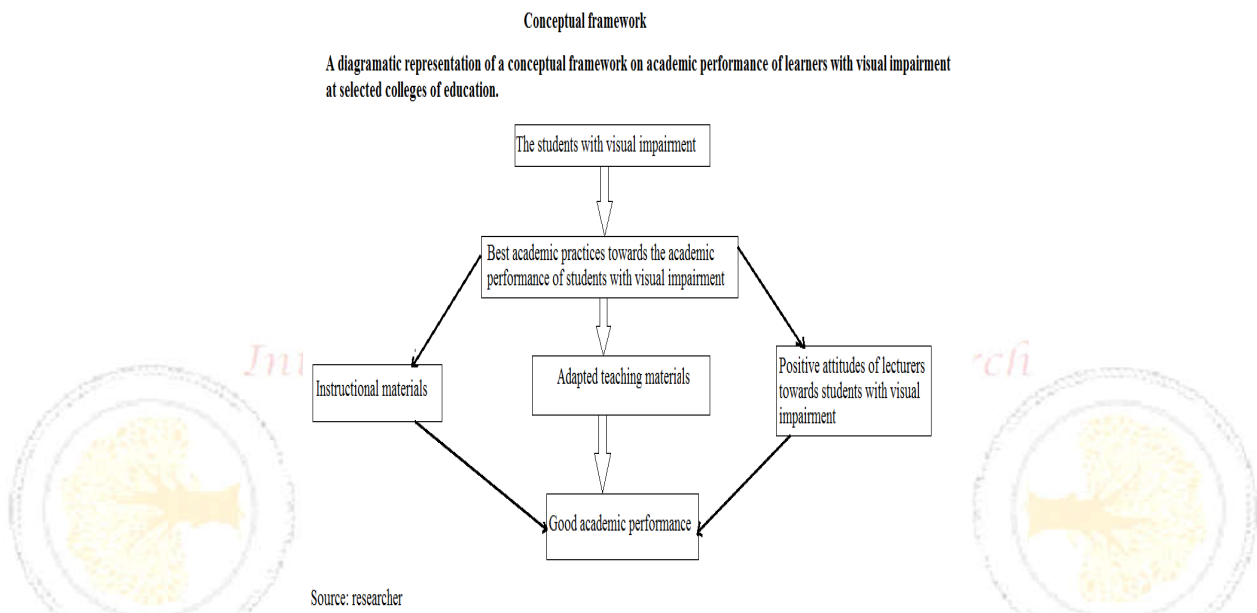 Conceptual framework
A diagramatic representation of a conceptual framework on academic performance of learners with visual impairment
at selected colleges of education.
The students with visual impairment
Best academic practices towards the academic
performance of students with visual impairment
Instructional materials
Adapted teaching materials
Positive attitudes of lecturers
towards students with visual
impairment
Good academic performance
Source: researcher